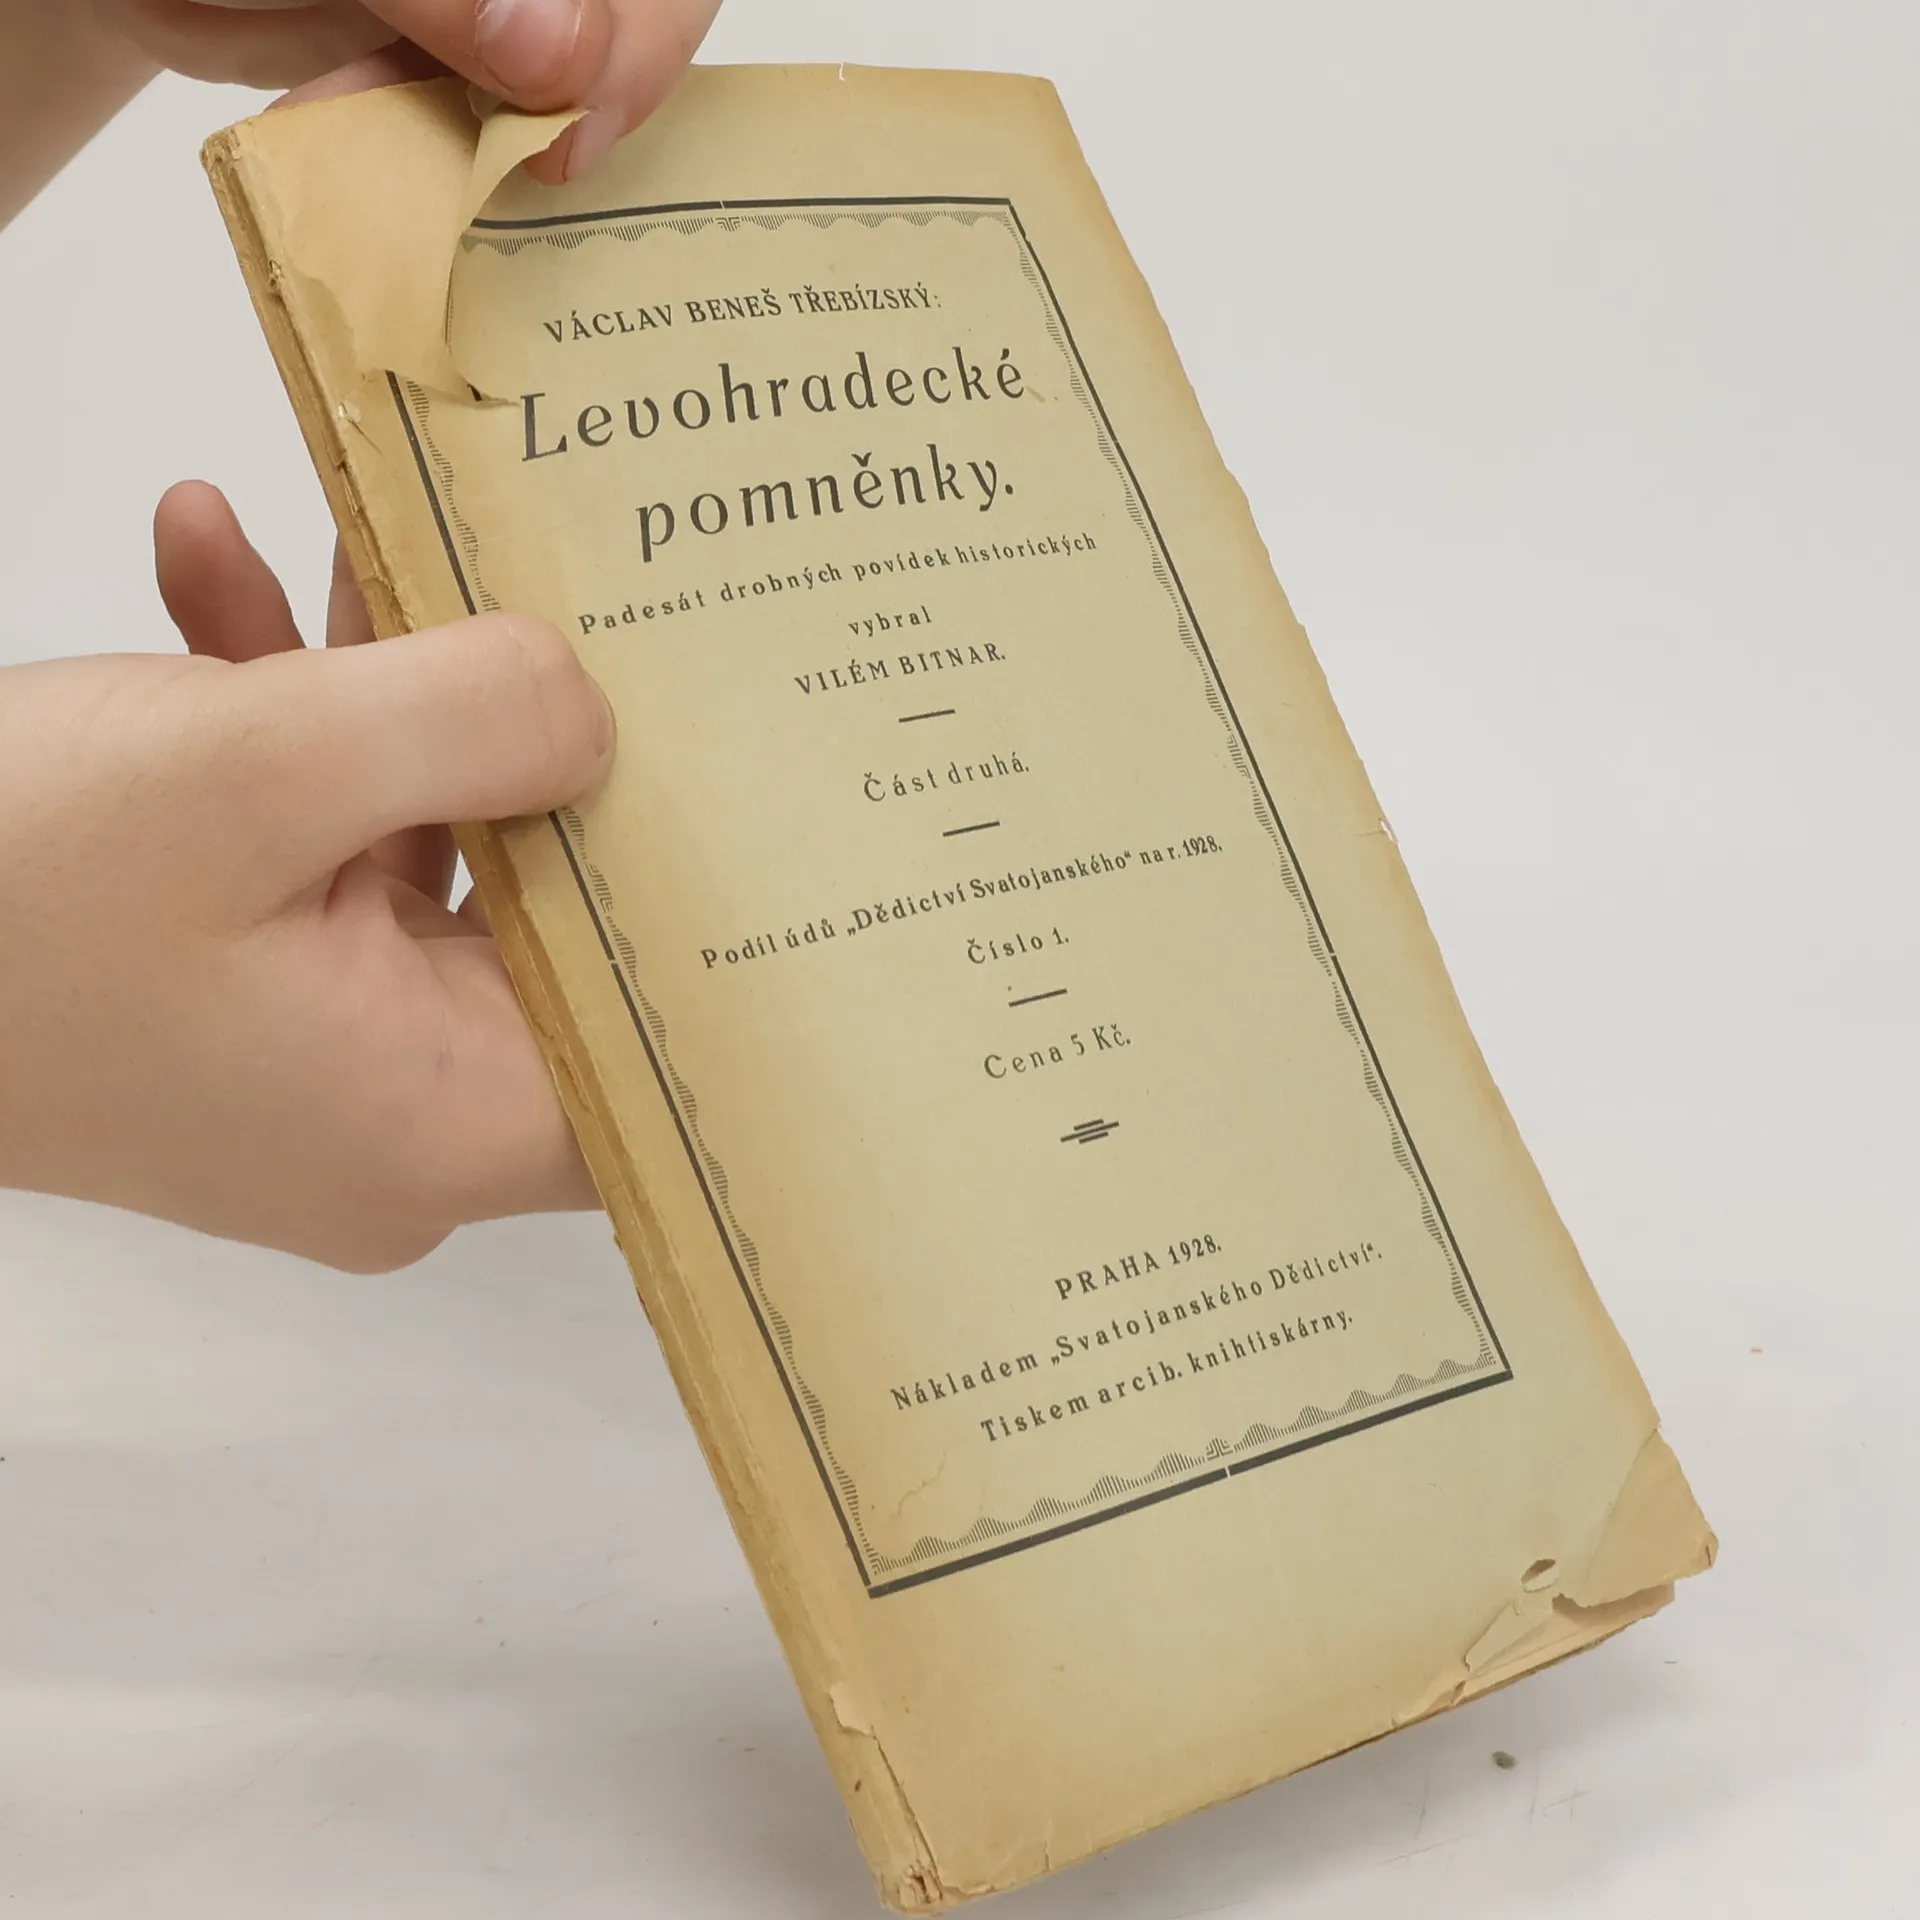 VÁCLAV BENEŠ TŘEBÍZSKÝ:
Levohradecké
pomněnky.
Padesát drobných povídek historických
vybral
VILÉM BITNAR.
Část druhá.
Podíl údů „Dědictví Svatojanského“ na r. 1928.
Číslo 1.
Cena 5 Kč.
PRAHA 1928.
Nákladem „Svatojanského Dědictví“.
Tiskem arcib. knihtiskárny.